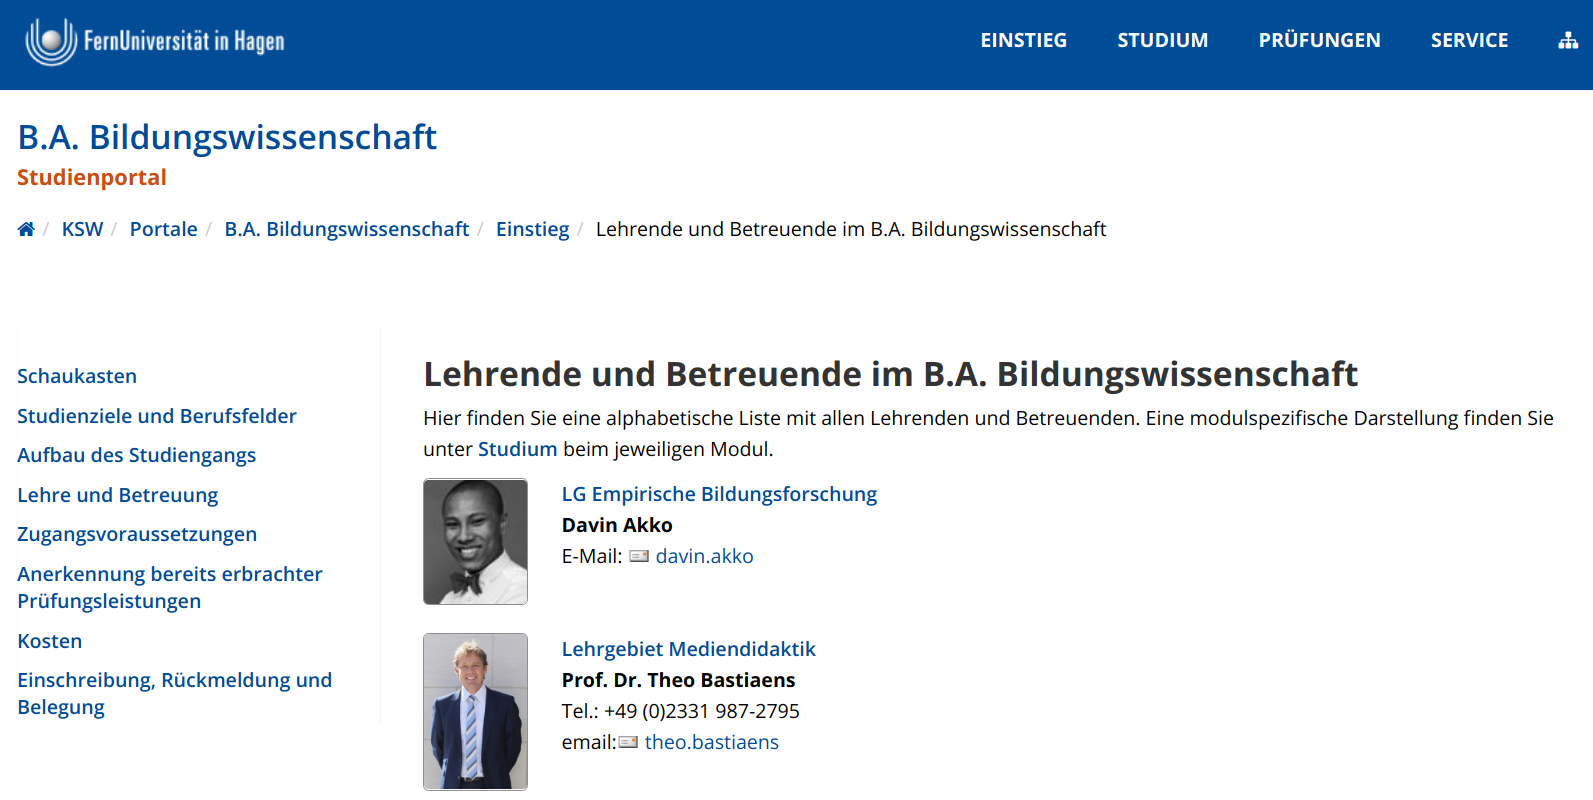 FernUniversität in Hagen
EINSTIEG
STUDIUM
PRÜFUNGEN
SERVICE
B.A. Bildungswissenschaft
Studienportal
/ KSW / Portale / B.A. Bildungswissenschaft / Einstieg / Lehrende und Betreuende im B.A. Bildungswissenschaft
Schaukasten
Studienziele und Berufsfelder
Aufbau des Studiengangs
Lehre und Betreuung
Zugangsvoraussetzungen
Anerkennung bereits erbrachter
Prüfungsleistungen
Kosten
Einschreibung, Rückmeldung und
Belegung
Lehrende und Betreuende im B.A. Bildungswissenschaft
Hier finden Sie eine alphabetische Liste mit allen Lehrenden und Betreuenden. Eine modulspezifische Darstellung finden Sie
unter Studium beim jeweiligen Modul.
LG Empirische Bildungsforschung
Davin Akko
E-Mail: davin.akko
Lehrgebiet Mediendidaktik
Prof. Dr. Theo Bastiaens
Tel.: +49 (0)2331 987-2795
email: theo.bastiaens